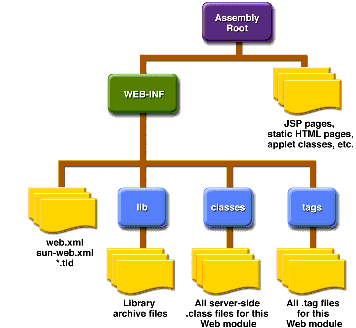 Assembly
Root
WEB-INF
JSP pages,
static HTML pages,
applet classes, etc.
lib
classes
tags
web.xml
sun-web.xml
*.tld
Library
archive files
All server-side
.class files for this
Web module
All .tag files
for this
Web module